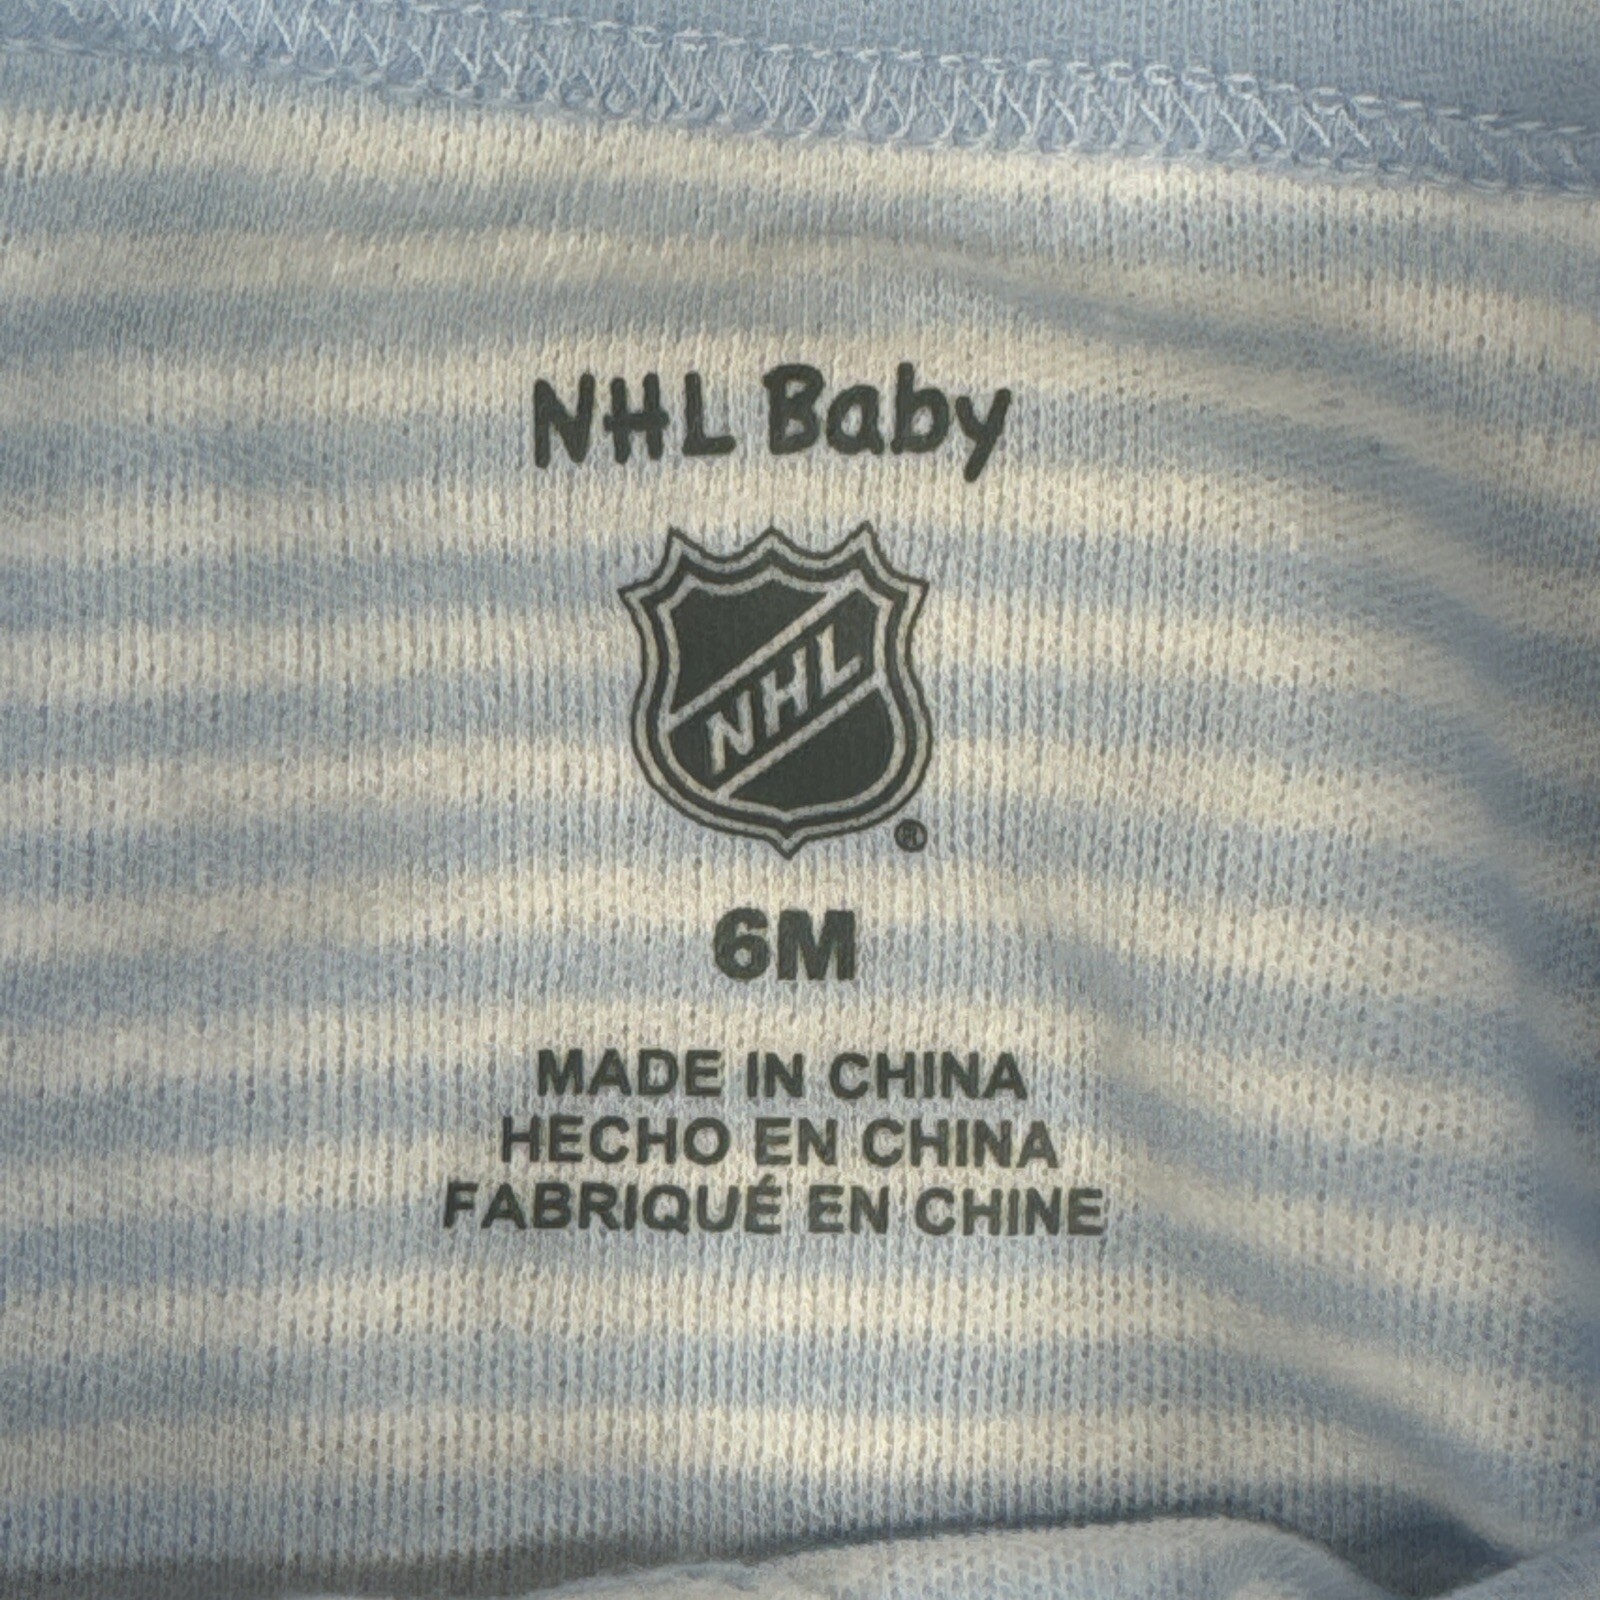 NHL Baby
NHL
®
6M
MADE IN CHINA
HECHO EN CHINA
FABRIQUÉ EN CHINE